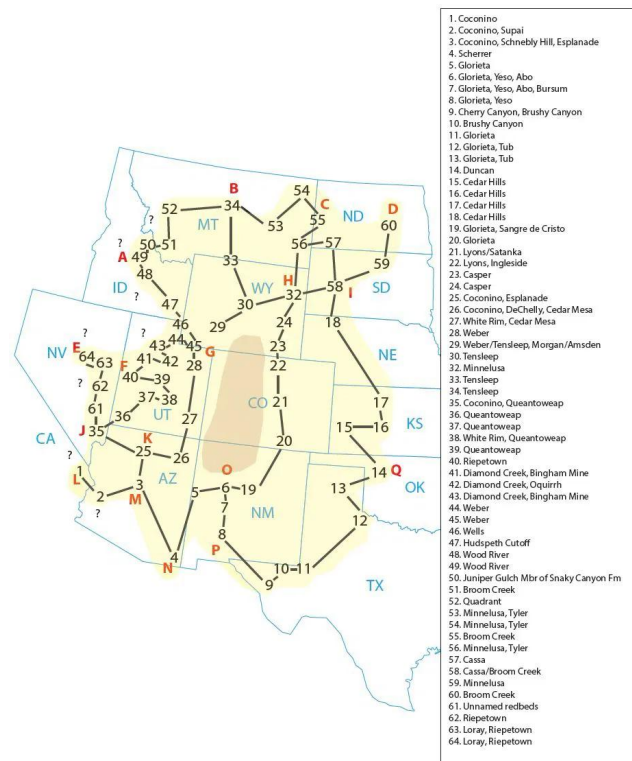 B
54
C
52
34
ND
D
?
MT
53
55
60
?
50
51
56
57
A
49
33
H
59
48
WY
58
SD
ID
?
30
32
I
47
46
29
24
18
E
?
?
44
45
G
23
NE
NV
64
63
F
43
41
42
28
22
?
62
40
39
CO
21
17
KS
61
37
38
27
36
UT
15
16
J
35
K
20
CA
25
26
14
Q
?
1
AZ
O
13
OK
L
3
5
6
19
2
M
7
NM
12
?
8
4
P
10
11
N
9
TX
1. Coconino
2. Coconino, Supai
3. Coconino, Schnebly Hill, Esplanade
4. Scherrer
5. Glorieta
6. Glorieta, Yeso, Abo
7. Glorieta, Yeso, Abo, Bursum
8. Glorieta, Yeso
9. Cherry Canyon, Brushy Canyon
10. Brushy Canyon
11. Glorieta
12. Glorieta, Tub
13. Glorieta, Tub
14. Duncan
15. Cedar Hills
16. Cedar Hills
17. Cedar Hills
18. Cedar Hills
19. Glorieta, Sangre de Cristo
20. Glorieta
21. Lyons/Satanka
22. Lyons, Ingleside
23. Casper
24. Casper
25. Coconino, Esplanade
26. Coconino, DeChelly, Cedar Mesa
27. White Rim, Cedar Mesa
28. Weber
29. Weber/Tensleep, Morgan/Amsden
30. Tensleep
32. Minnelusa
33. Tensleep
34. Tensleep
35. Coconino, Queantoweap
36. Queantoweap
37. Queantoweap
38. White Rim, Queantoweap
39. Queantoweap
40. Riepetown
41. Diamond Creek, Bingham Mine
42. Diamond Creek, Oquirrh
43. Diamond Creek, Bingham Mine
44. Weber
45. Weber
46. Wells
47. Hudspeth Cutoff
48. Wood River
49. Wood River
50. Juniper Gulch Mbr of Snaky Canyon Fm
51. Broom Creek
52. Quadrant
53. Minnelusa, Tyler
54. Minnelusa, Tyler
55. Broom Creek
56. Minnelusa, Tyler
57. Cassa
58. Cassa/Broom Creek
59. Minnelusa
60. Broom Creek
61. Unnamed redbeds
62. Riepetown
63. Loray, Riepetown
64. Loray, Riepetown